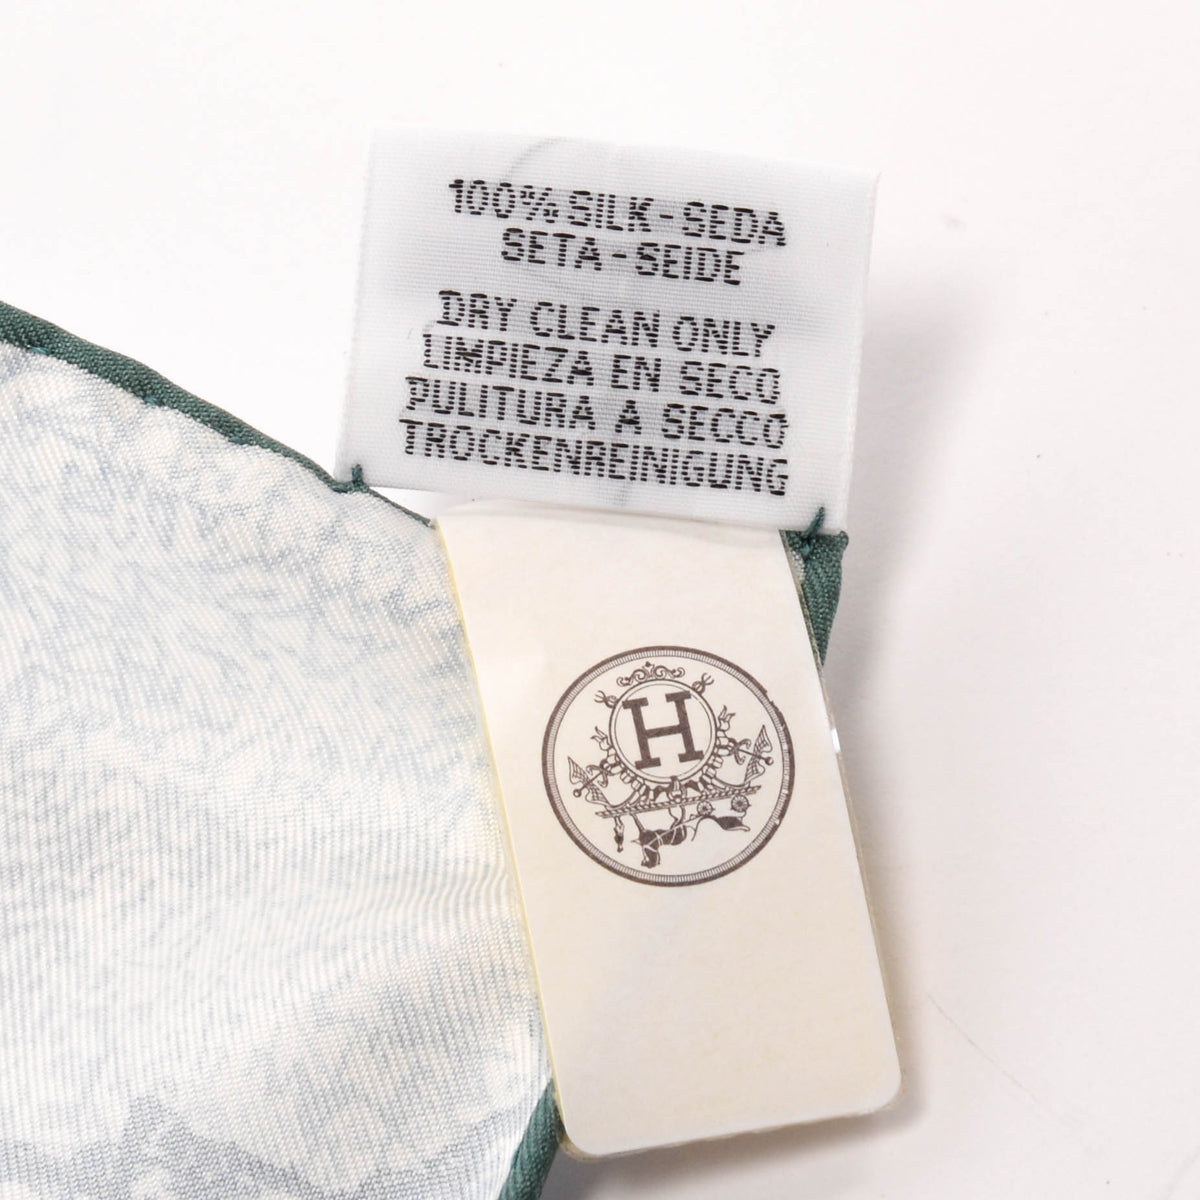 100% SILK - SEDA
SETA - SEIDE
DRY CLEAN ONLY
LIMPIEZA EN SECO
PULITURA A SECCO
TROCKENREINIGUNG
H